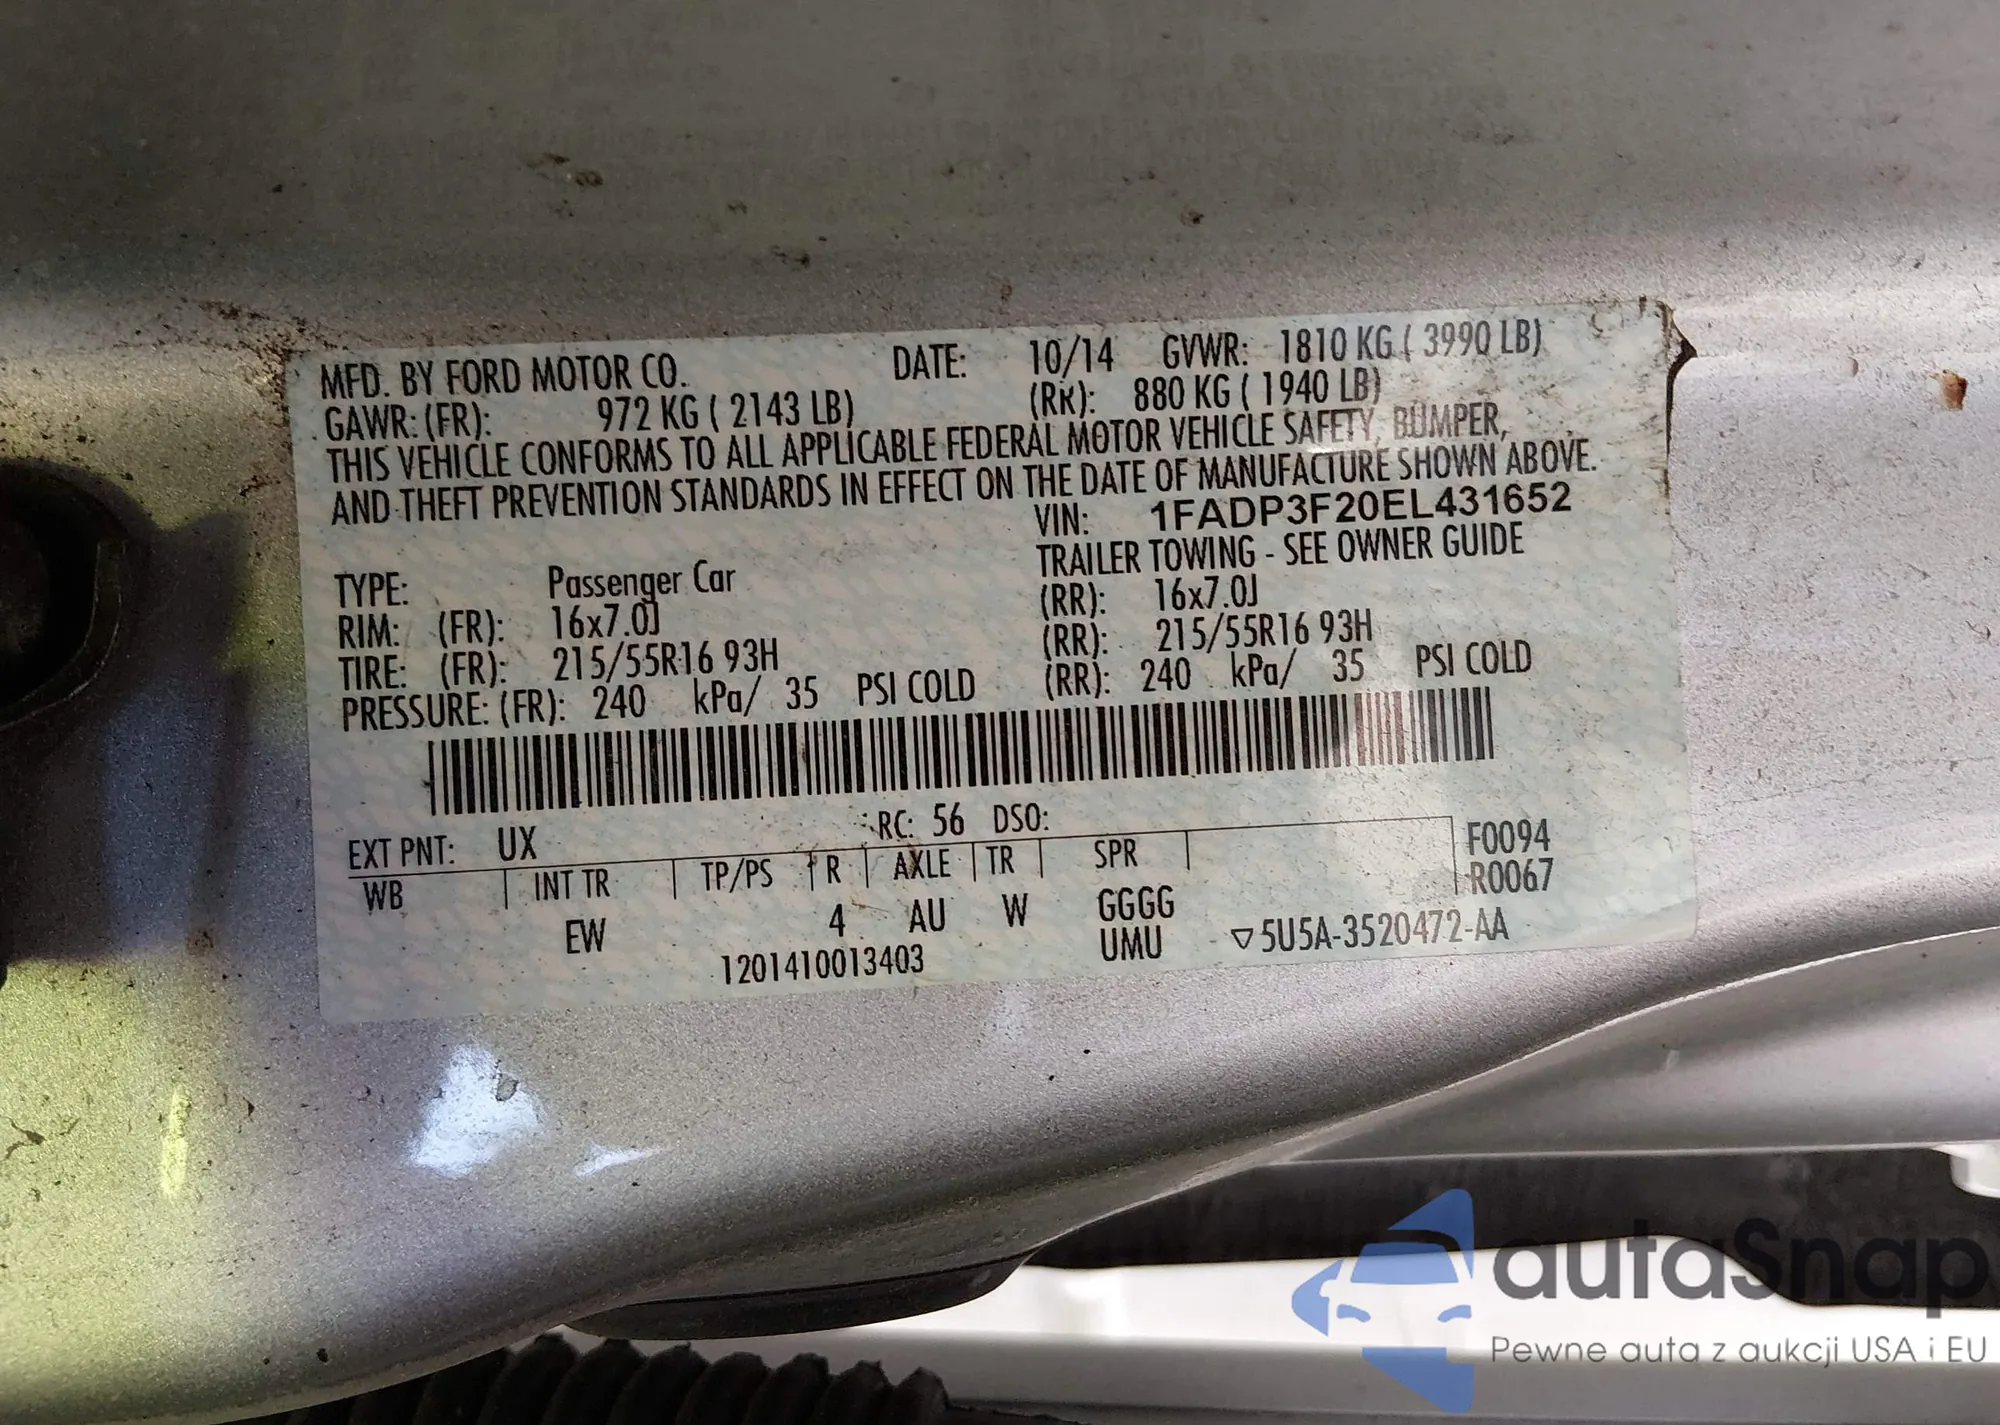 MFD. BY FORD MOTOR CO. DATE: 10/14 GVWR: 1810 KG ( 3990 LB)
GAWR: (FR): 972 KG ( 2143 LB) (RR): 880 KG ( 1940 LB)
THIS VEHICLE CONFORMS TO ALL APPLICABLE FEDERAL MOTOR VEHICLE SAFETY, BUMPER,
AND THEFT PREVENTION STANDARDS IN EFFECT ON THE DATE OF MANUFACTURE SHOWN ABOVE.
VIN: 1FADP3F20EL431652
TYPE: Passenger Car TRAILER TOWING - SEE OWNER GUIDE
RIM: (FR): 16x7.0J (RR): 16x7.0J
TIRE: (FR): 215/55R16 93H (RR): 215/55R16 93H
PRESSURE: (FR): 240 kPa/ 35 PSI COLD (RR): 240 kPa/ 35 PSI COLD
EXT PNT: UX RC: 56 DSO:
WB INT TR TP/PS R AXLE TR SPR F0094
R0067
EW 4 AU W GGGG
1201410013403 UMU ▽5U5A-3520472-AA
autaSnap
Pewne auta z aukcji USA i EU